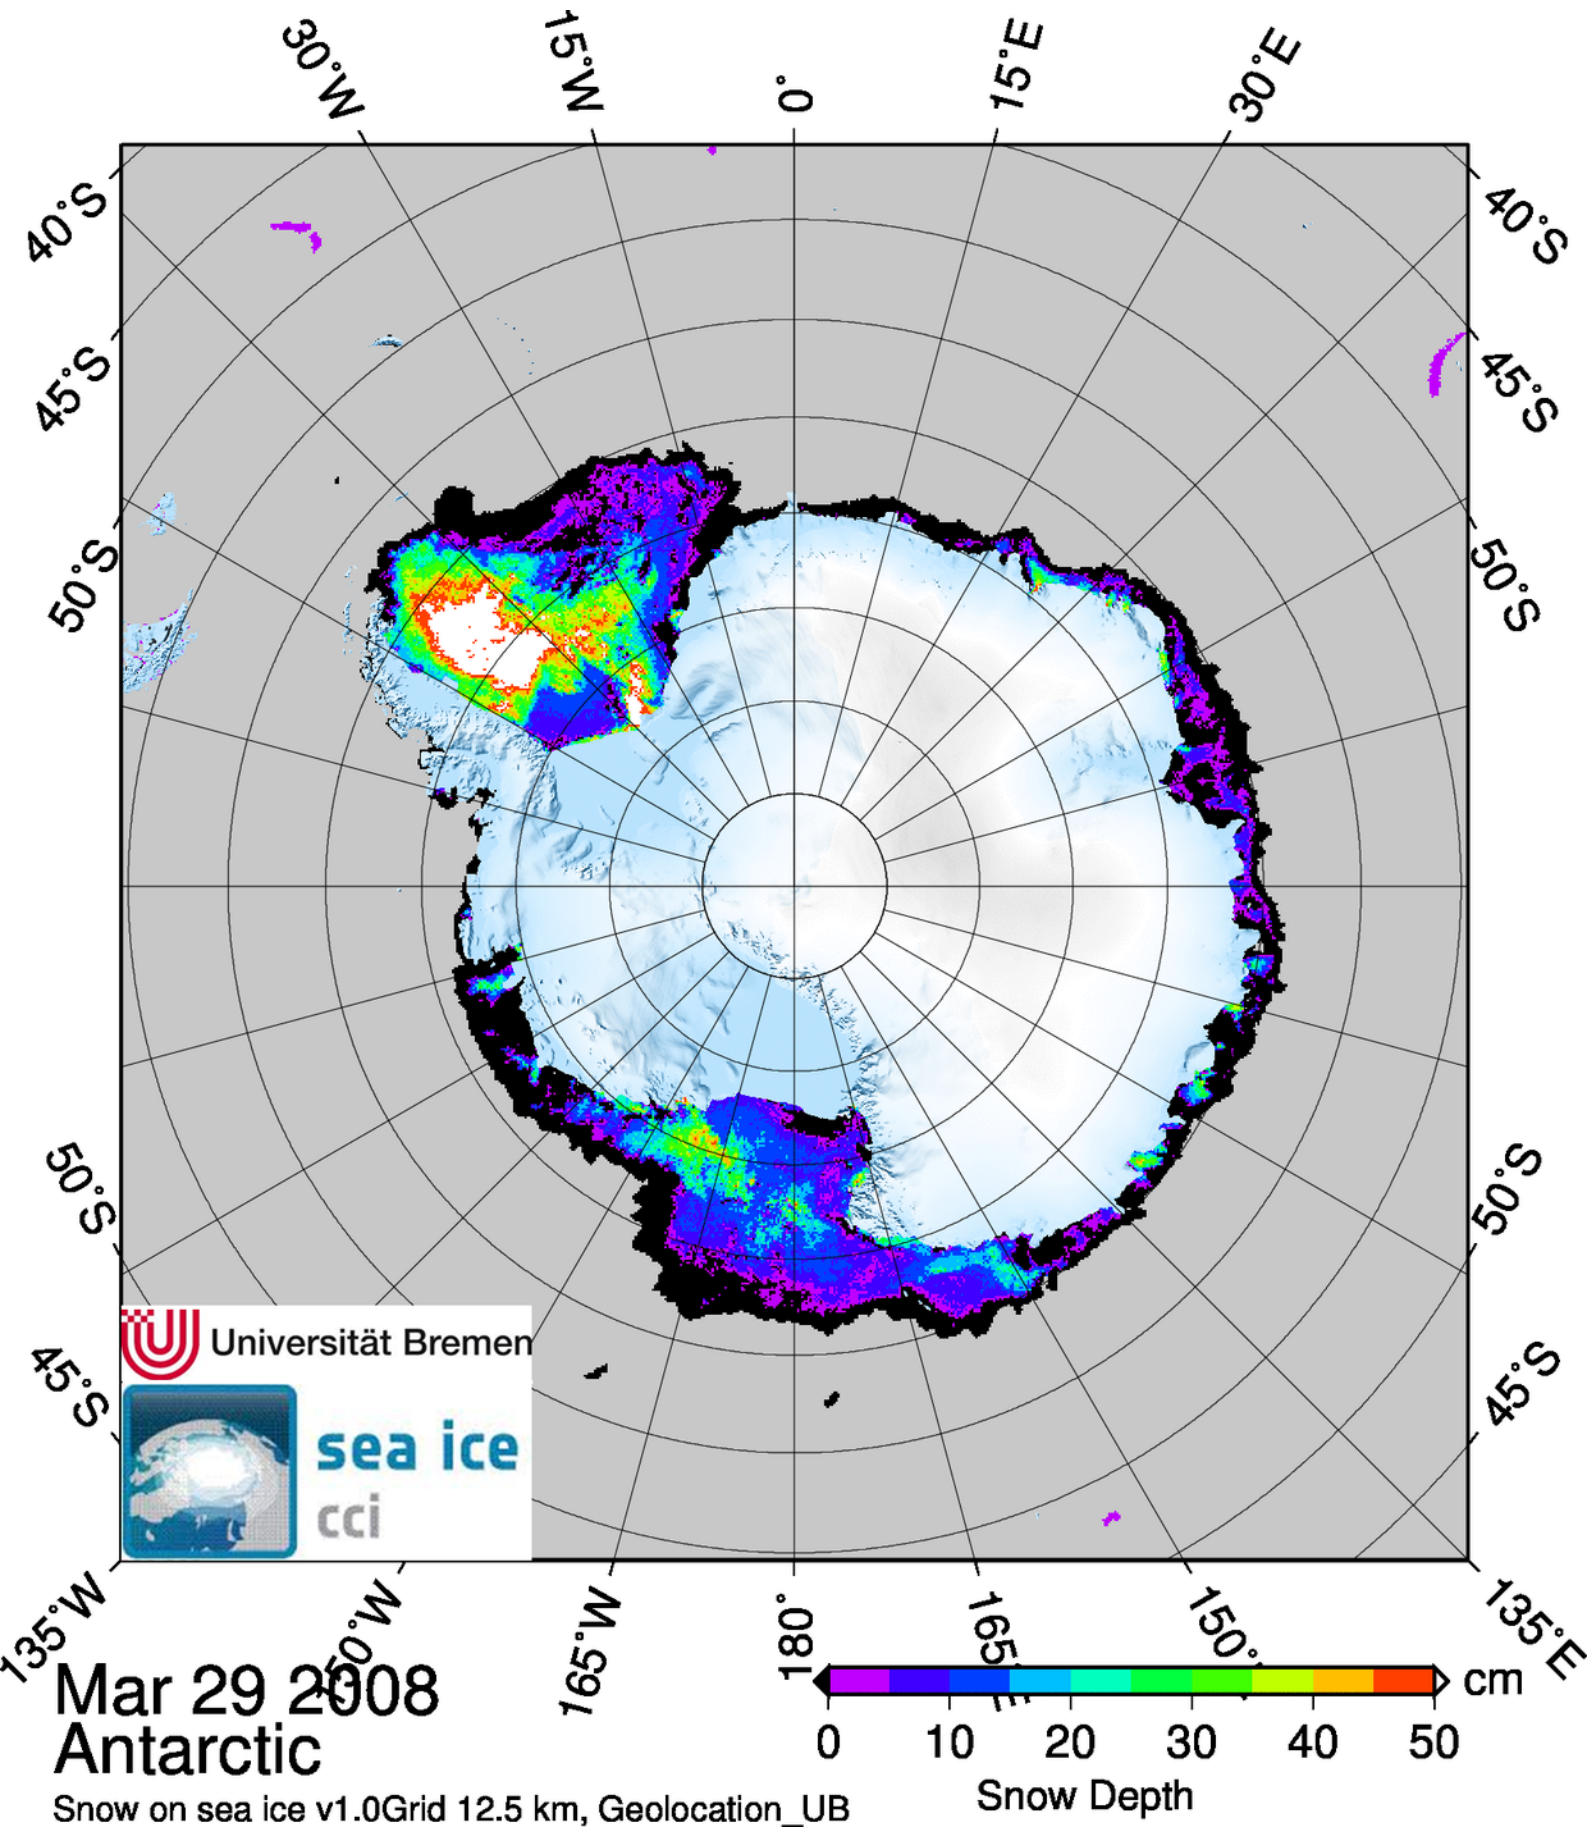 30°W 15°W 0° 15°E 30°E
40°S 40°S
45°S 45°S
50°S 50°S
50°S 50°S
45°S 45°S
Universität Bremen
sea ice
cci
135°W 150°W 165°W 180° 165°E 150° 135°E
Mar 29 2008
Antarctic
Snow on sea ice v1.0Grid 12.5 km, Geolocation_UB
cm
0 10 20 30 40 50
Snow Depth